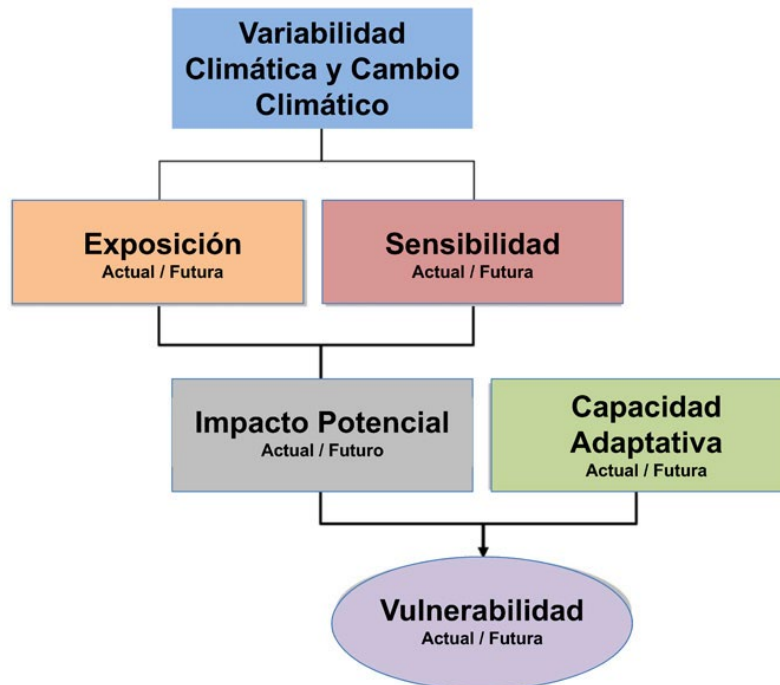 Variabilidad
Climática y Cambio
Climático
Exposición
Actual / Futura
Sensibilidad
Actual / Futura
Impacto Potencial
Actual / Futuro
Capacidad
Adaptativa
Actual / Futura
Vulnerabilidad
Actual / Futura